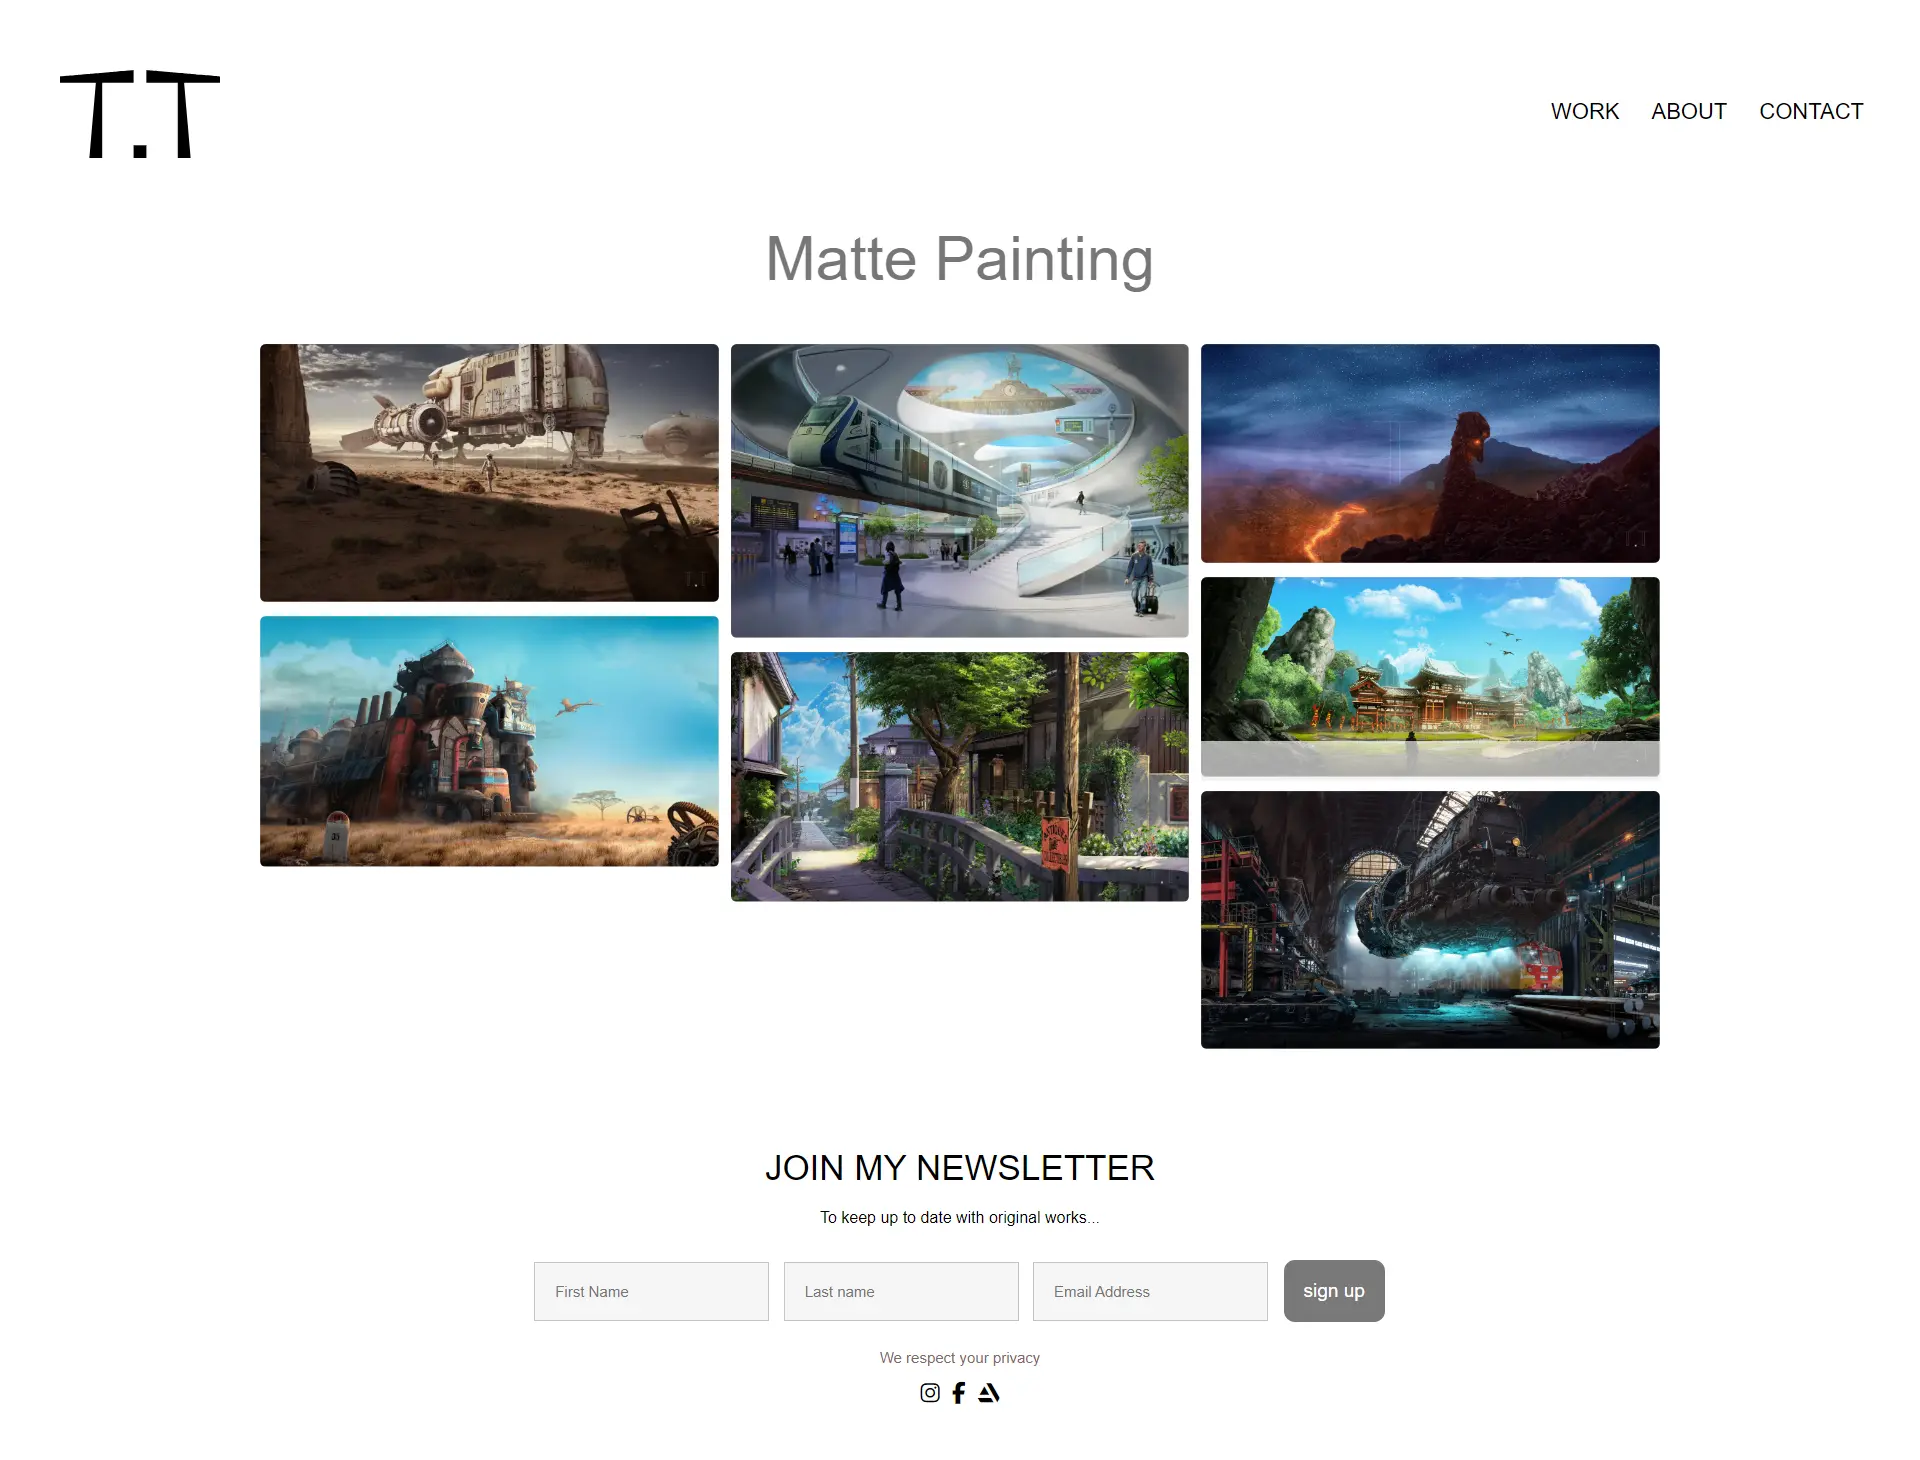 T.T
WORK ABOUT CONTACT
Matte Painting
JOIN MY NEWSLETTER
To keep up to date with original works...
First Name
Last name
Email Address
sign up
We respect your privacy